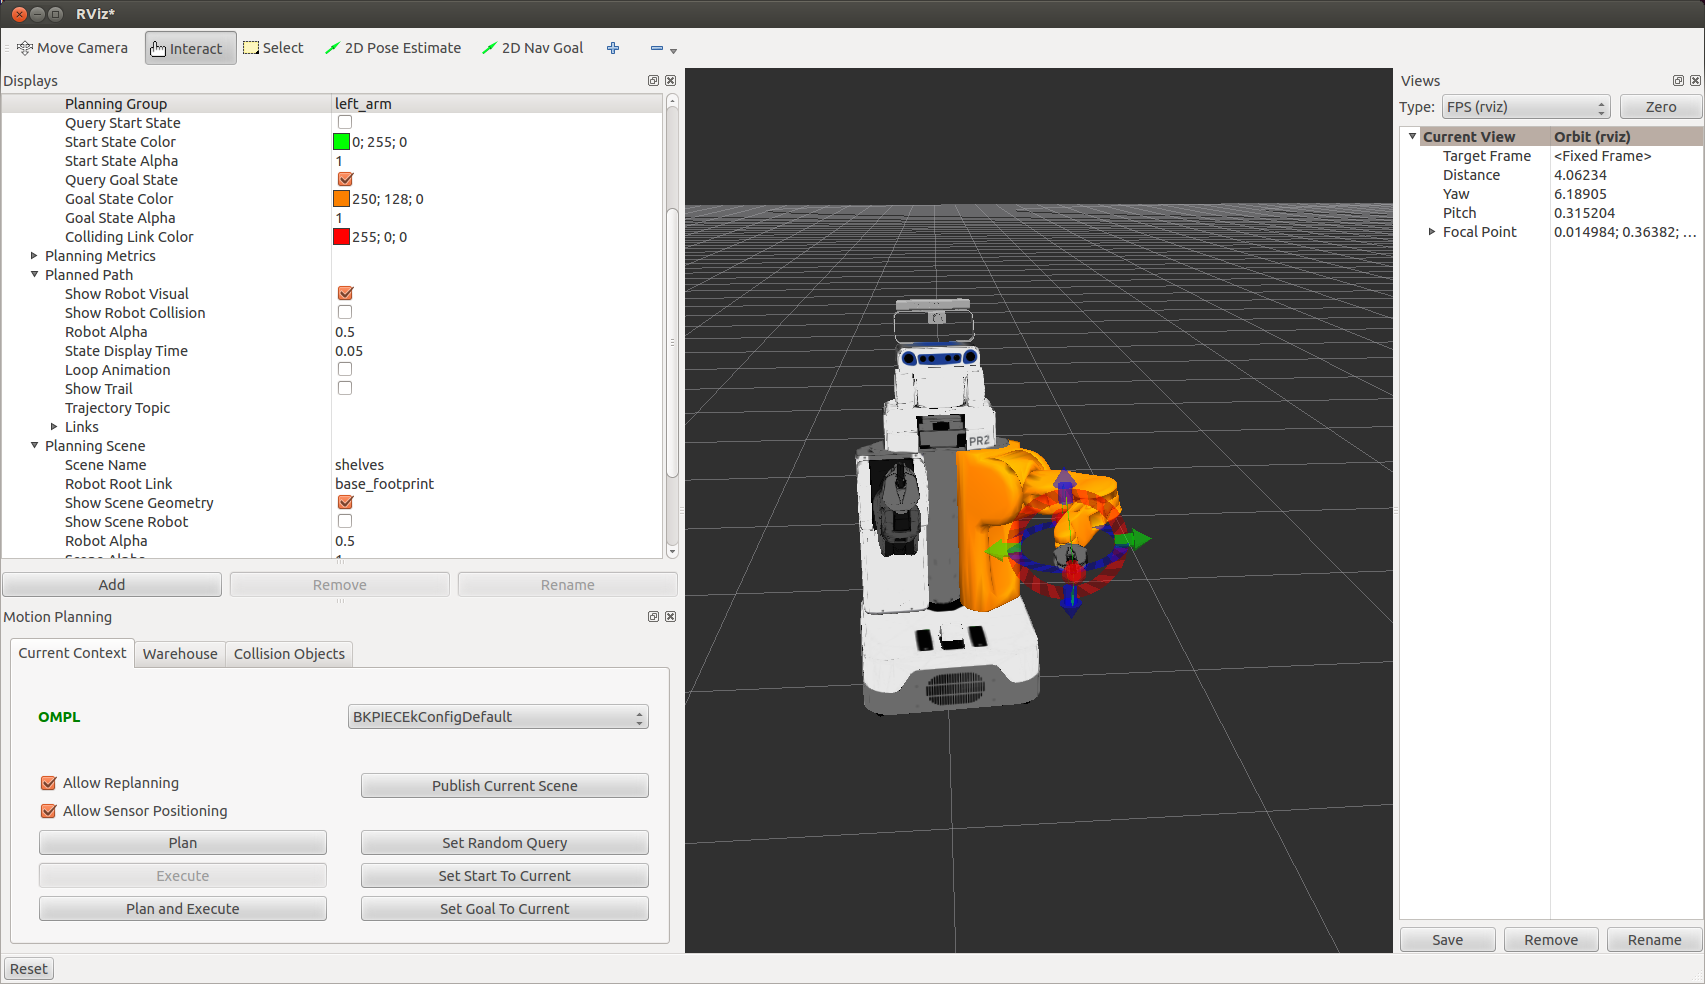 RViz*
Move Camera Interact Select 2D Pose Estimate 2D Nav Goal
Displays
Planning Group left_arm
Query Start State
Start State Color 0; 255; 0
Start State Alpha 1
Query Goal State
Goal State Color 250; 128; 0
Goal State Alpha 1
Colliding Link Color 255; 0; 0
Planning Metrics
Planned Path
Show Robot Visual
Show Robot Collision
Robot Alpha 0.5
State Display Time 0.05
Loop Animation
Show Trail
Trajectory Topic
Links
Planning Scene
Scene Name shelves
Robot Root Link base_footprint
Show Scene Geometry
Show Scene Robot
Robot Alpha 0.5
Add Remove Rename
Motion Planning
Current Context Warehouse Collision Objects
OMPL BKPIECEkConfigDefault
Allow Replanning Publish Current Scene
Allow Sensor Positioning
Plan Set Random Query
Execute Set Start To Current
Plan and Execute Set Goal To Current
Reset
PR2
Views
Type: FPS (rviz) Zero
Current View Orbit (rviz)
Target Frame <Fixed Frame>
Distance 4.06234
Yaw 6.18905
Pitch 0.315204
Focal Point 0.014984; 0.36382; ...
Save Remove Rename